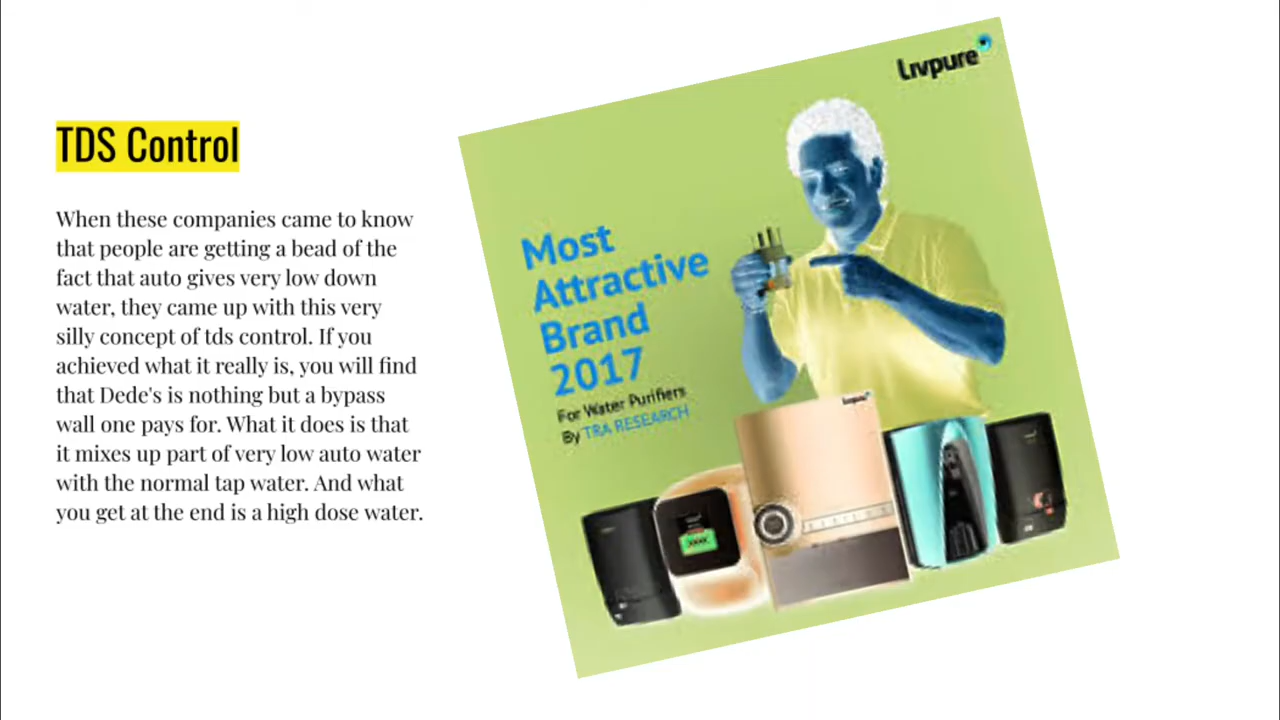 TDS Control
When these companies came to know
that people are getting a bead of the
fact that auto gives very low down
water, they came up with this very
silly concept of tds control. If you
achieved what it really is, you will find
that Dede's is nothing but a bypass
wall one pays for. What it does is that
it mixes up part of very low auto water
with the normal tap water. And what
you get at the end is a high dose water.
Livpure
Most
Attractive
Brand
2017
For Water Purifiers
By TRA RESEARCH
Livpure